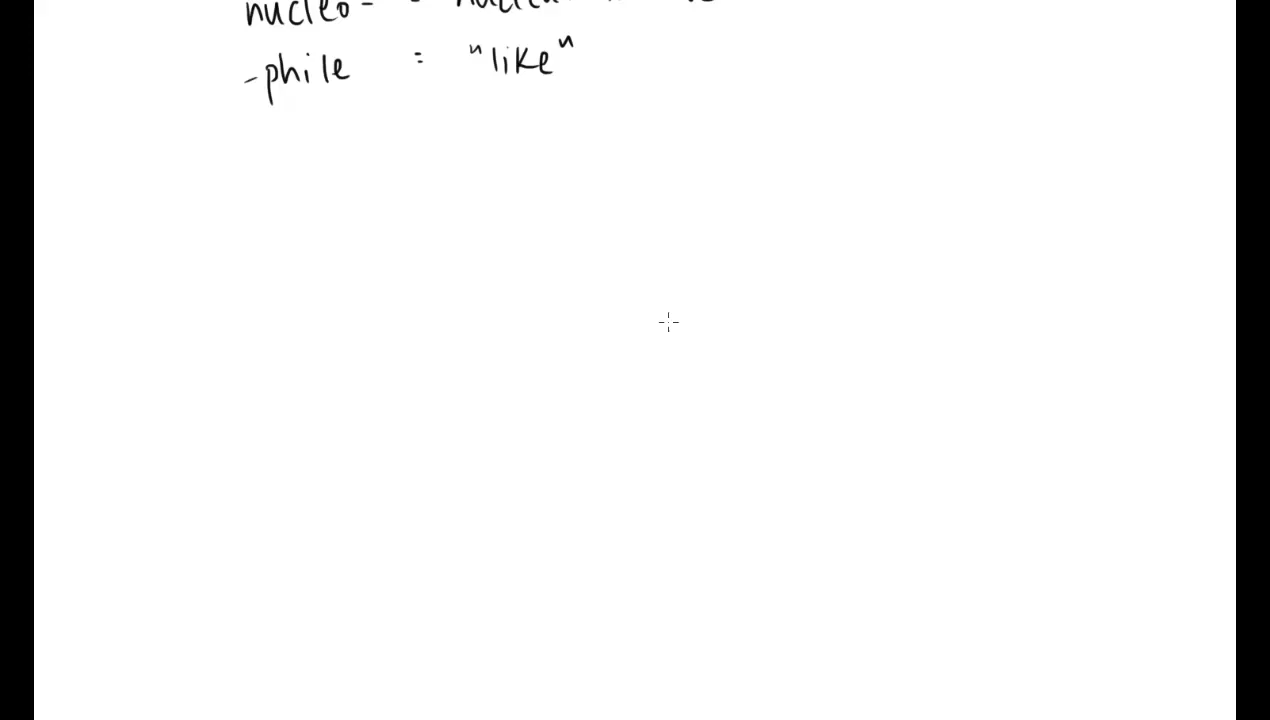 nucleo- =
-phile = "like"